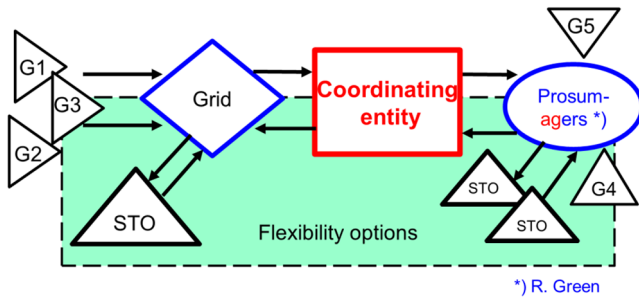 G5
G1
G3
G2
Grid
Coordinating
entity
Prosum-
agers *)
STO
STO
STO
G4
Flexibility options
*) R. Green